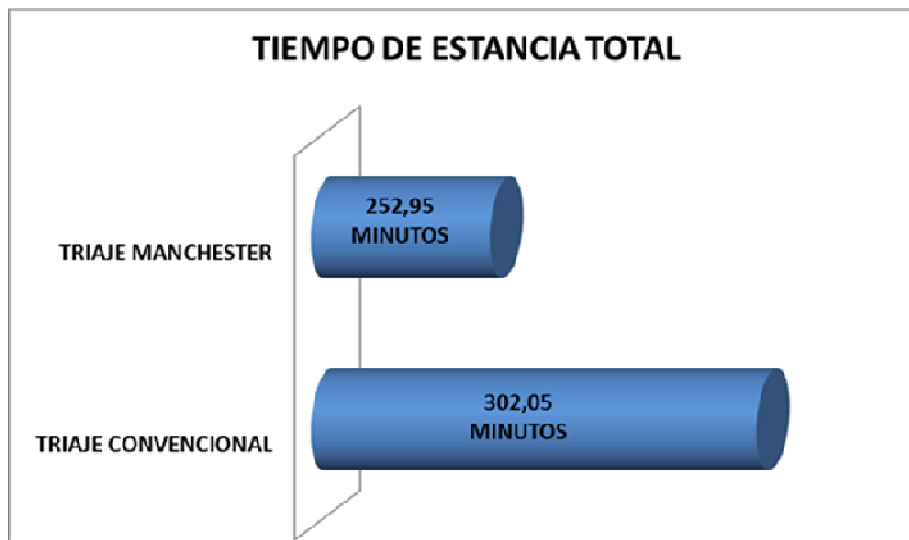 TIEMPO DE ESTANCIA TOTAL
252,95
MINUTOS
TRIAJE MANCHESTER
302,05
MINUTOS
TRIAJE CONVENCIONAL